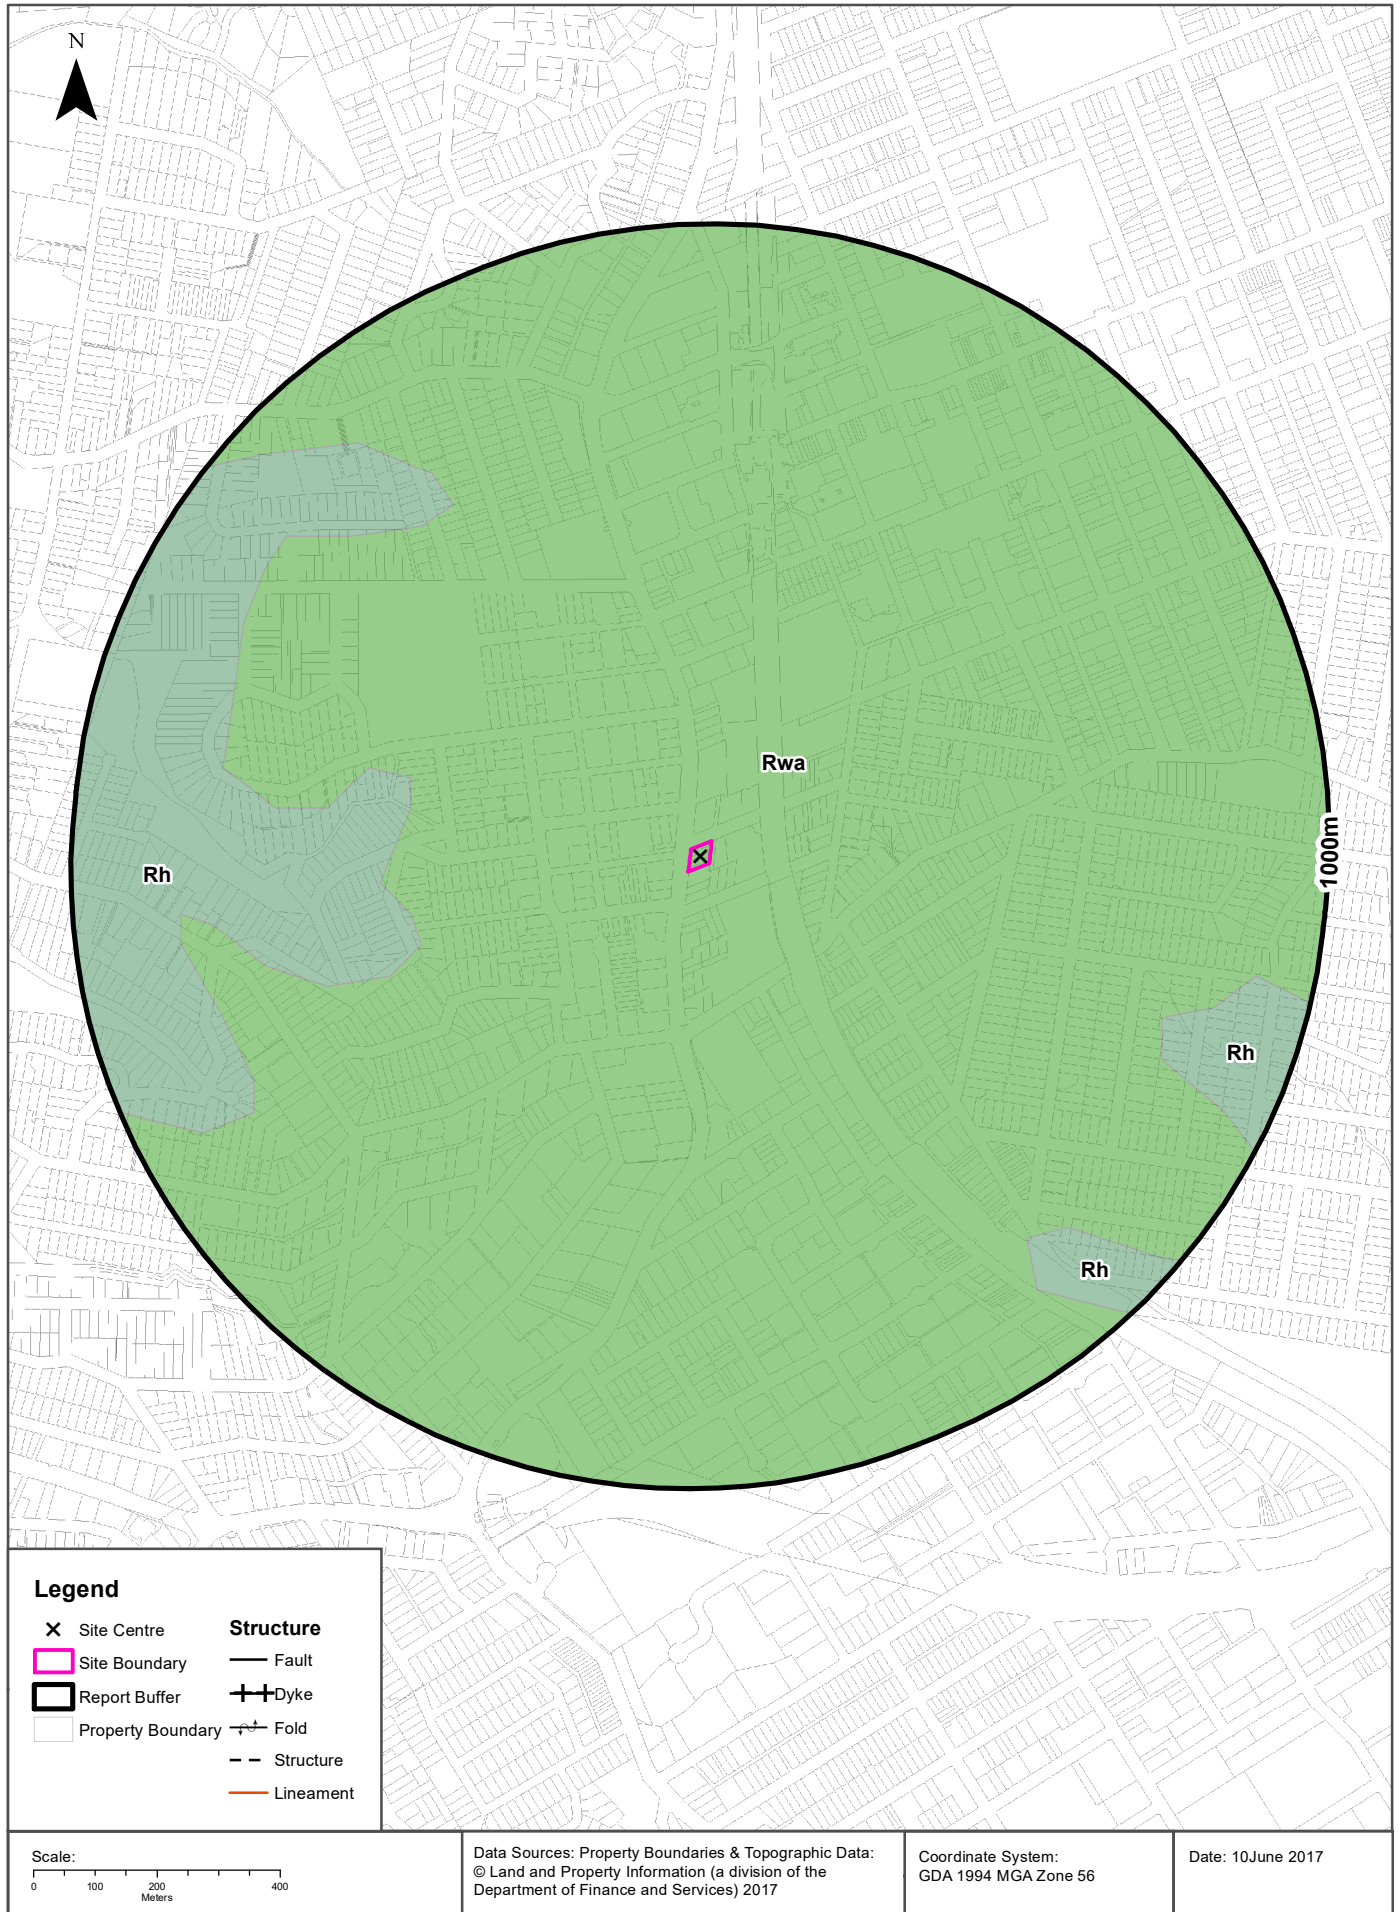 N
Rwa
1000m
Rh
Rh
Rh
Legend
Site Centre
Site Boundary
Report Buffer
Property Boundary
Structure
Fault
Dyke
Fold
Structure
Lineament
Scale:
0 100 200 400
Meters
Data Sources: Property Boundaries & Topographic Data:
© Land and Property Information (a division of the
Department of Finance and Services) 2017
Coordinate System:
GDA 1994 MGA Zone 56
Date: 10June 2017